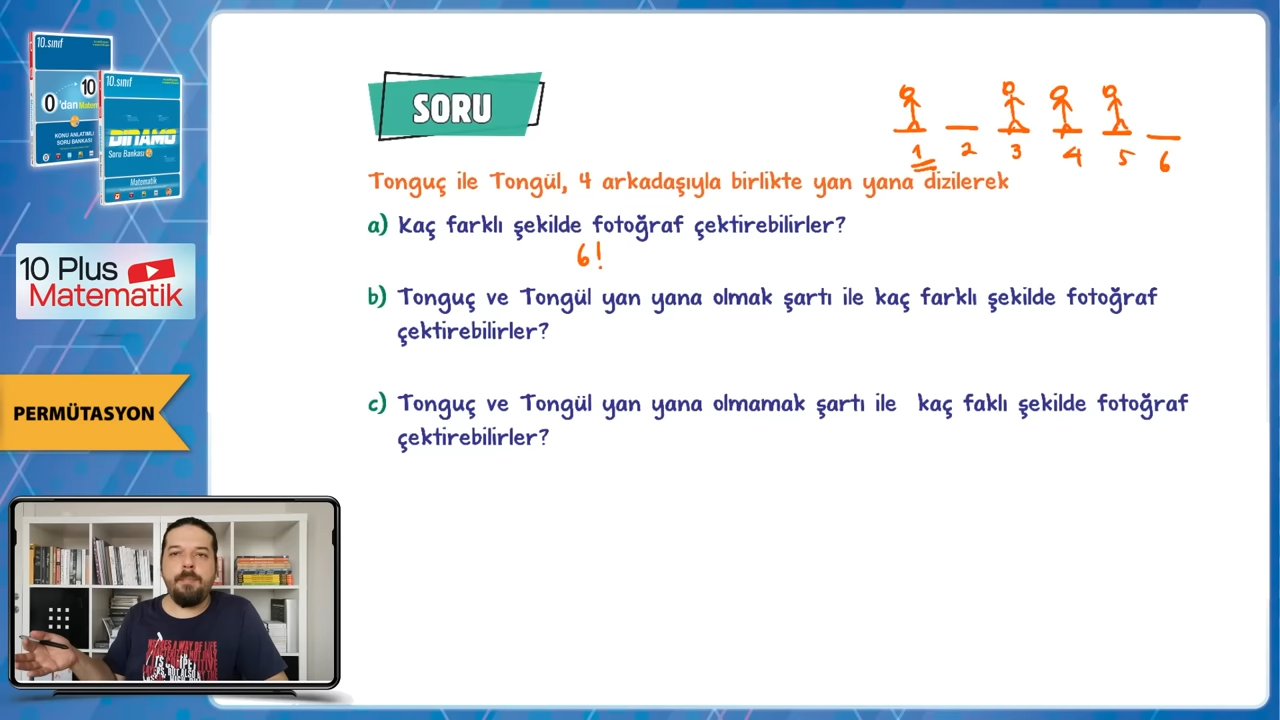 10.sınıf
0'dan 10
KONU ANLATIMLI
SORU BANKASI
10.sınıf
DİNAMO
Soru Bankası
Matematik
10 Plus
Matematik
PERMÜTASYON
SORU
1 2 3 4 5 6
Tonguç ile Tongül, 4 arkadaşıyla birlikte yan yana dizilerek
a) Kaç farklı şekilde fotoğraf çektirebilirler?
6!
b) Tonguç ve Tongül yan yana olmak şartı ile kaç farklı şekilde fotoğraf
çektirebilirler?
c) Tonguç ve Tongül yan yana olmamak şartı ile kaç faklı şekilde fotoğraf
çektirebilirler?